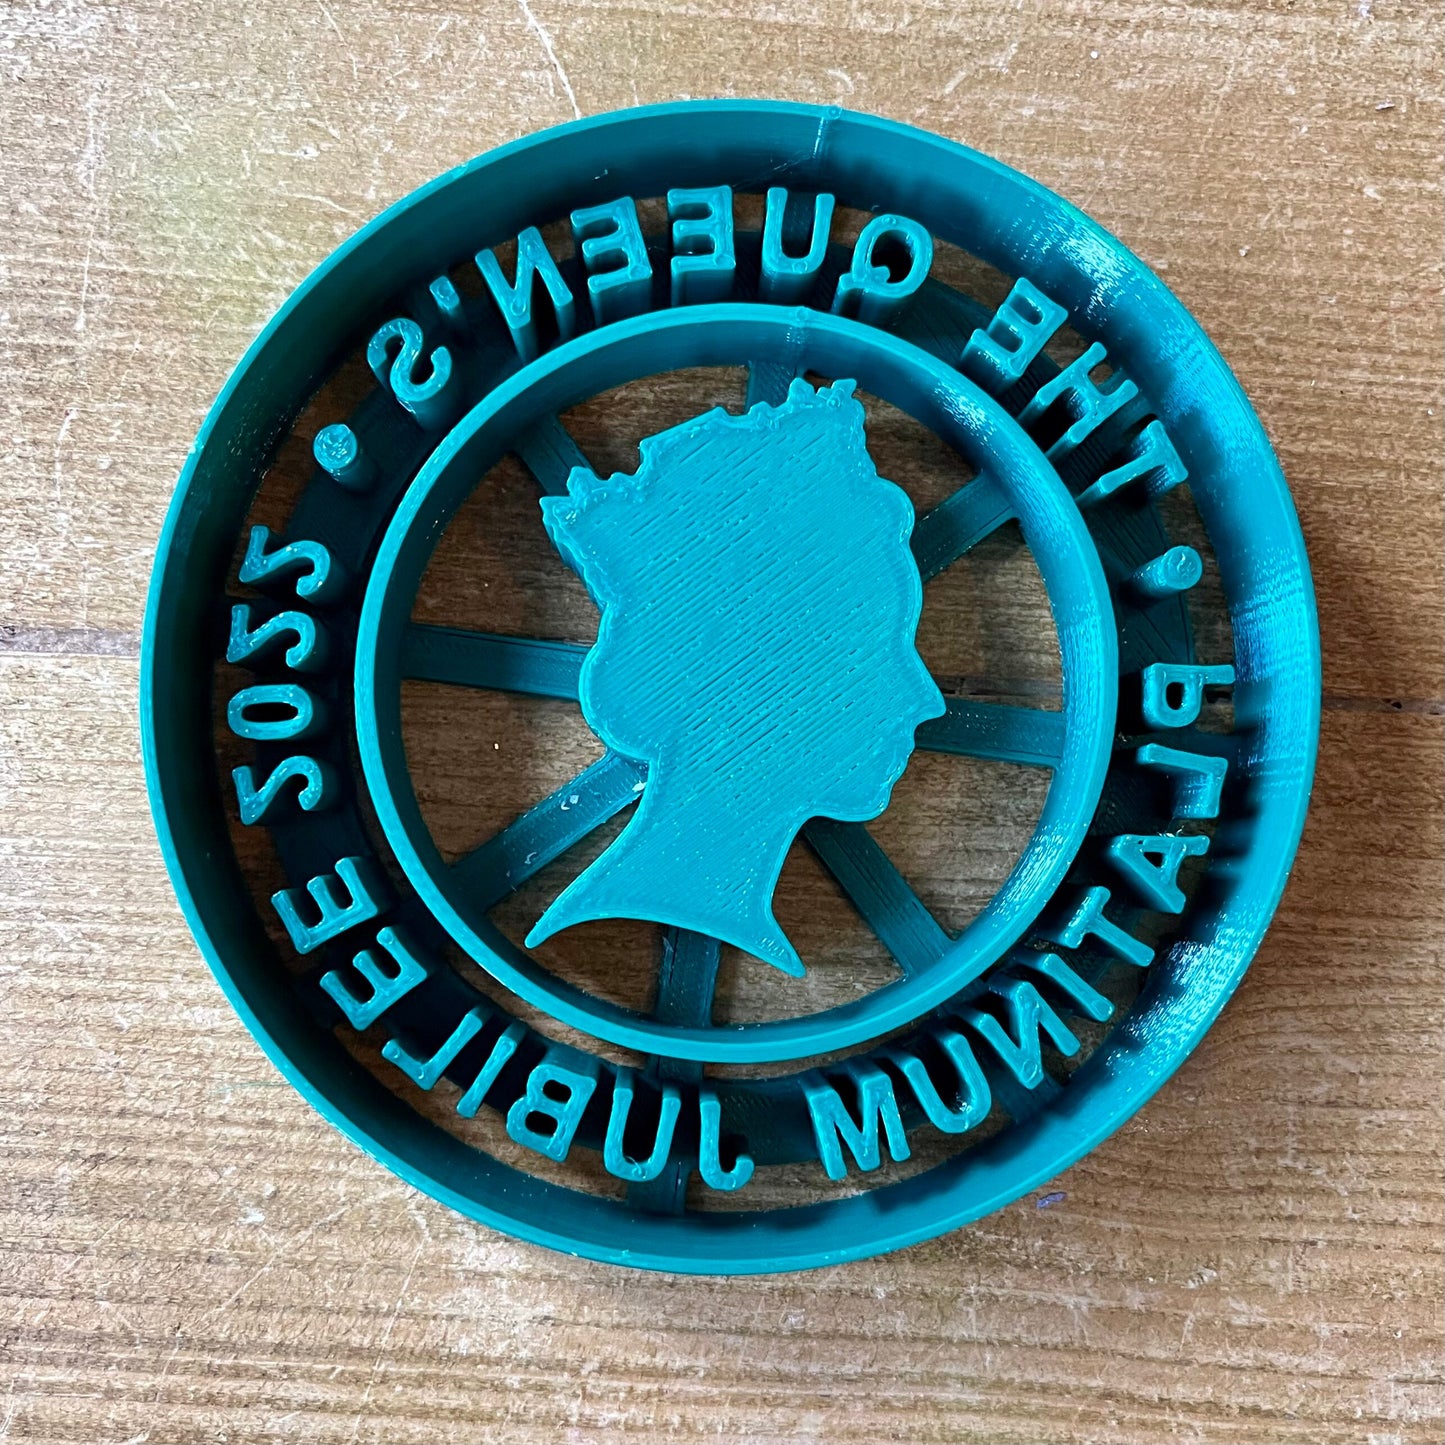 THE QUEEN'S
• PLATINUM JUBILEE 2022 •